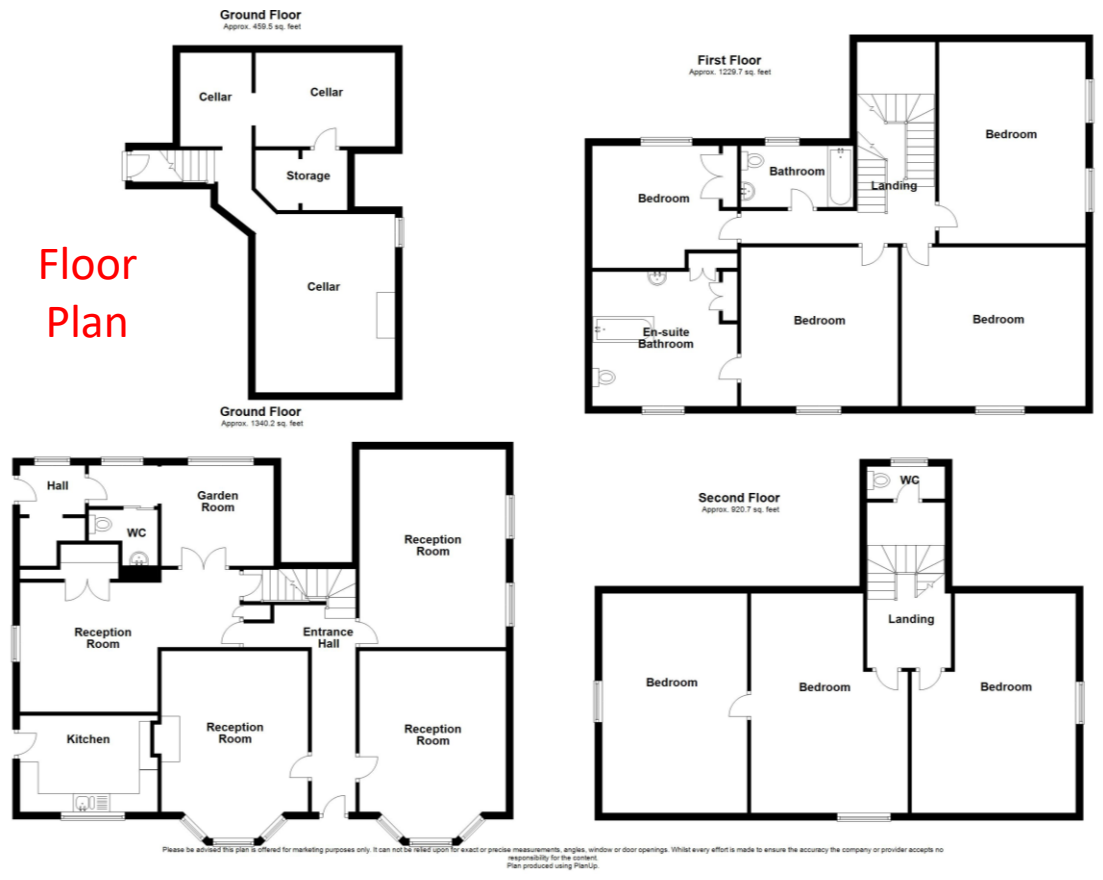 Ground Floor
Approx. 459.5 sq. feet
Cellar
Cellar
Storage
Cellar
Floor
Plan
First Floor
Approx. 1229.7 sq. feet
Bedroom
Bathroom
Landing
Bedroom
En-suite
Bathroom
Bedroom
Bedroom
Ground Floor
Approx. 1340.2 sq. feet
Hall
Garden
Room
WC
Reception
Room
Reception
Room
Entrance
Hall
Kitchen
Reception
Room
Reception
Room
Second Floor
Approx. 920.7 sq. feet
WC
Landing
Bedroom
Bedroom
Bedroom
Please be advised this plan is offered for marketing purposes only. It can not be relied upon for exact or precise measurements, angles, window or door openings. Whilst every effort is made to ensure the accuracy the company or provider accepts no
responsibility for the content.
Plan produced using PlanUp.